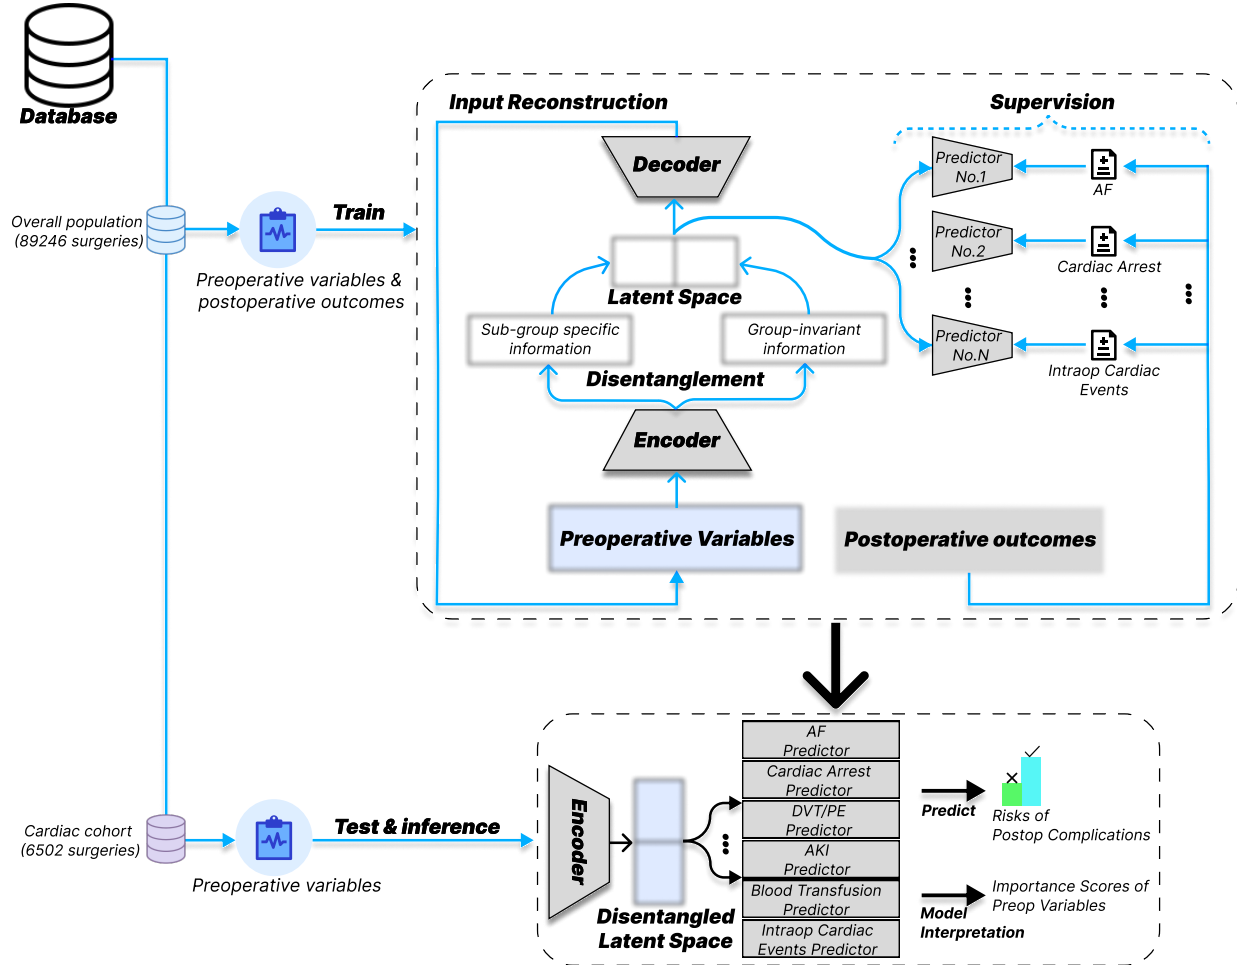 Database
Overall population
(89246 surgeries)
Preoperative variables &
postoperative outcomes
Train
Input Reconstruction
Decoder
Latent Space
Sub-group specific
information
Group-invariant
information
Disentanglement
Encoder
Preoperative Variables
Supervision
Predictor
No.1
AF
Predictor
No.2
Cardiac Arrest
Predictor
No.N
Intraop Cardiac
Events
Postoperative outcomes
Cardiac cohort
(6502 surgeries)
Preoperative variables
Test & inference
Encoder
Disentangled
Latent Space
AF
Predictor
Cardiac Arrest
Predictor
DVT/PE
Predictor
AKI
Predictor
Blood Transfusion
Predictor
Intraop Cardiac
Events Predictor
Predict
Risks of
Postop Complications
Model
Interpretation
Importance Scores of
Preop Variables